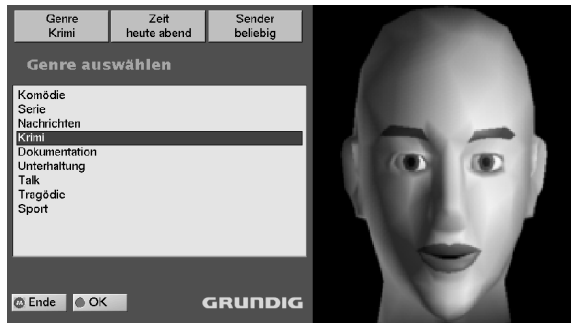 Genre
Krimi
Zeit
heute abend
Sender
beliebig
Genre auswählen
Komödie
Serie
Nachrichten
Krimi
Dokumentation
Unterhaltung
Talk
Tragödie
Sport
Ende
OK
GRUNDIG